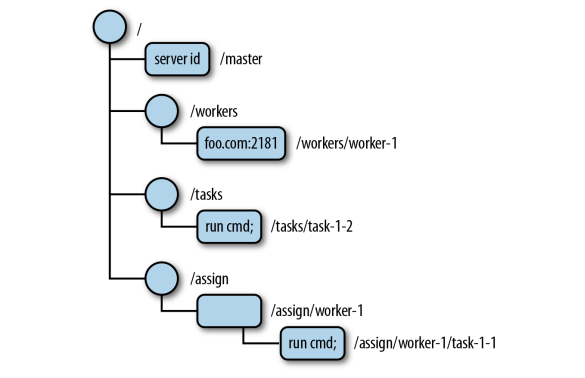 /
server id /master
/workers
foo.com:2181 /workers/worker-1
/tasks
run cmd; /tasks/task-1-2
/assign
/assign/worker-1
run cmd; /assign/worker-1/task-1-1